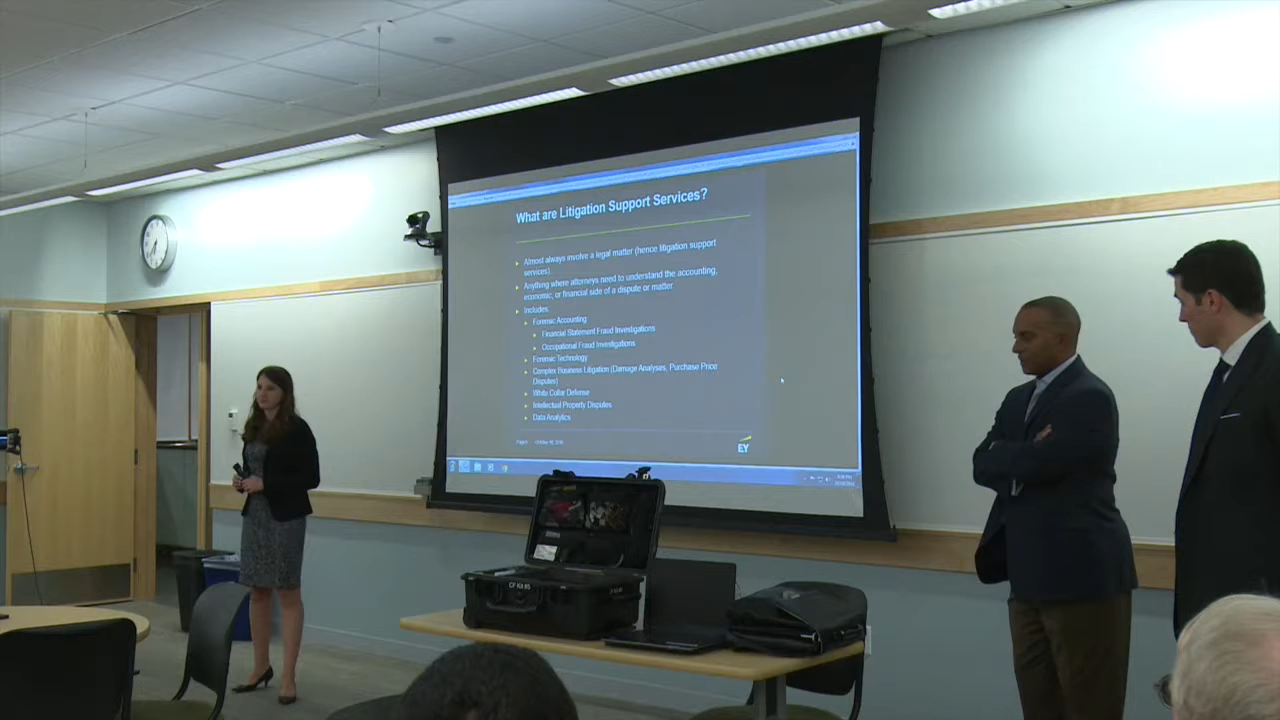 What are Litigation Support Services?
Almost always involve a legal matter (hence litigation support
services)
Anything where attorneys need to understand the accounting,
economic, or financial side of a dispute or matter
Includes:
Forensic Accounting
Financial Statement Fraud Investigations
Occupational Fraud Investigations
Forensic Technology
Complex Business Litigation (Damage Analyses, Purchase Price
Disputes)
White Collar Defense
Intellectual Property Disputes
Data Analytics
EY
CF Kit #5